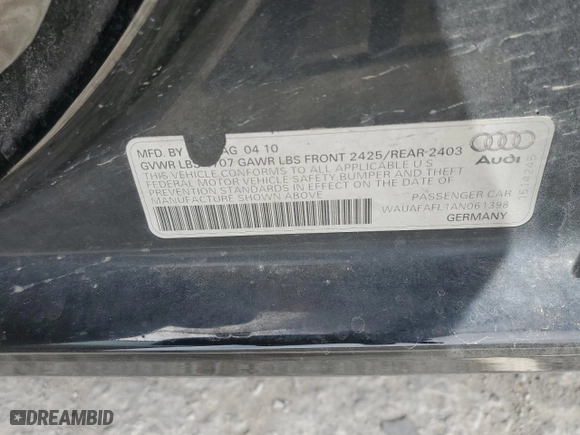 MFD. BY AG 04 10
GVWR LBS 707 GAWR LBS FRONT 2425/REAR-2403
THIS VEHICLE CONFORMS TO ALL APPLICABLE U S
FEDERAL MOTOR VEHICLE SAFETY, BUMPER AND THEFT
PREVENTION STANDARDS IN EFFECT ON THE DATE OF
MANUFACTURE SHOWN ABOVE
Audi
PASSENGER CAR
WAUAFAFL1AN061398
GERMANY
DREAMBID